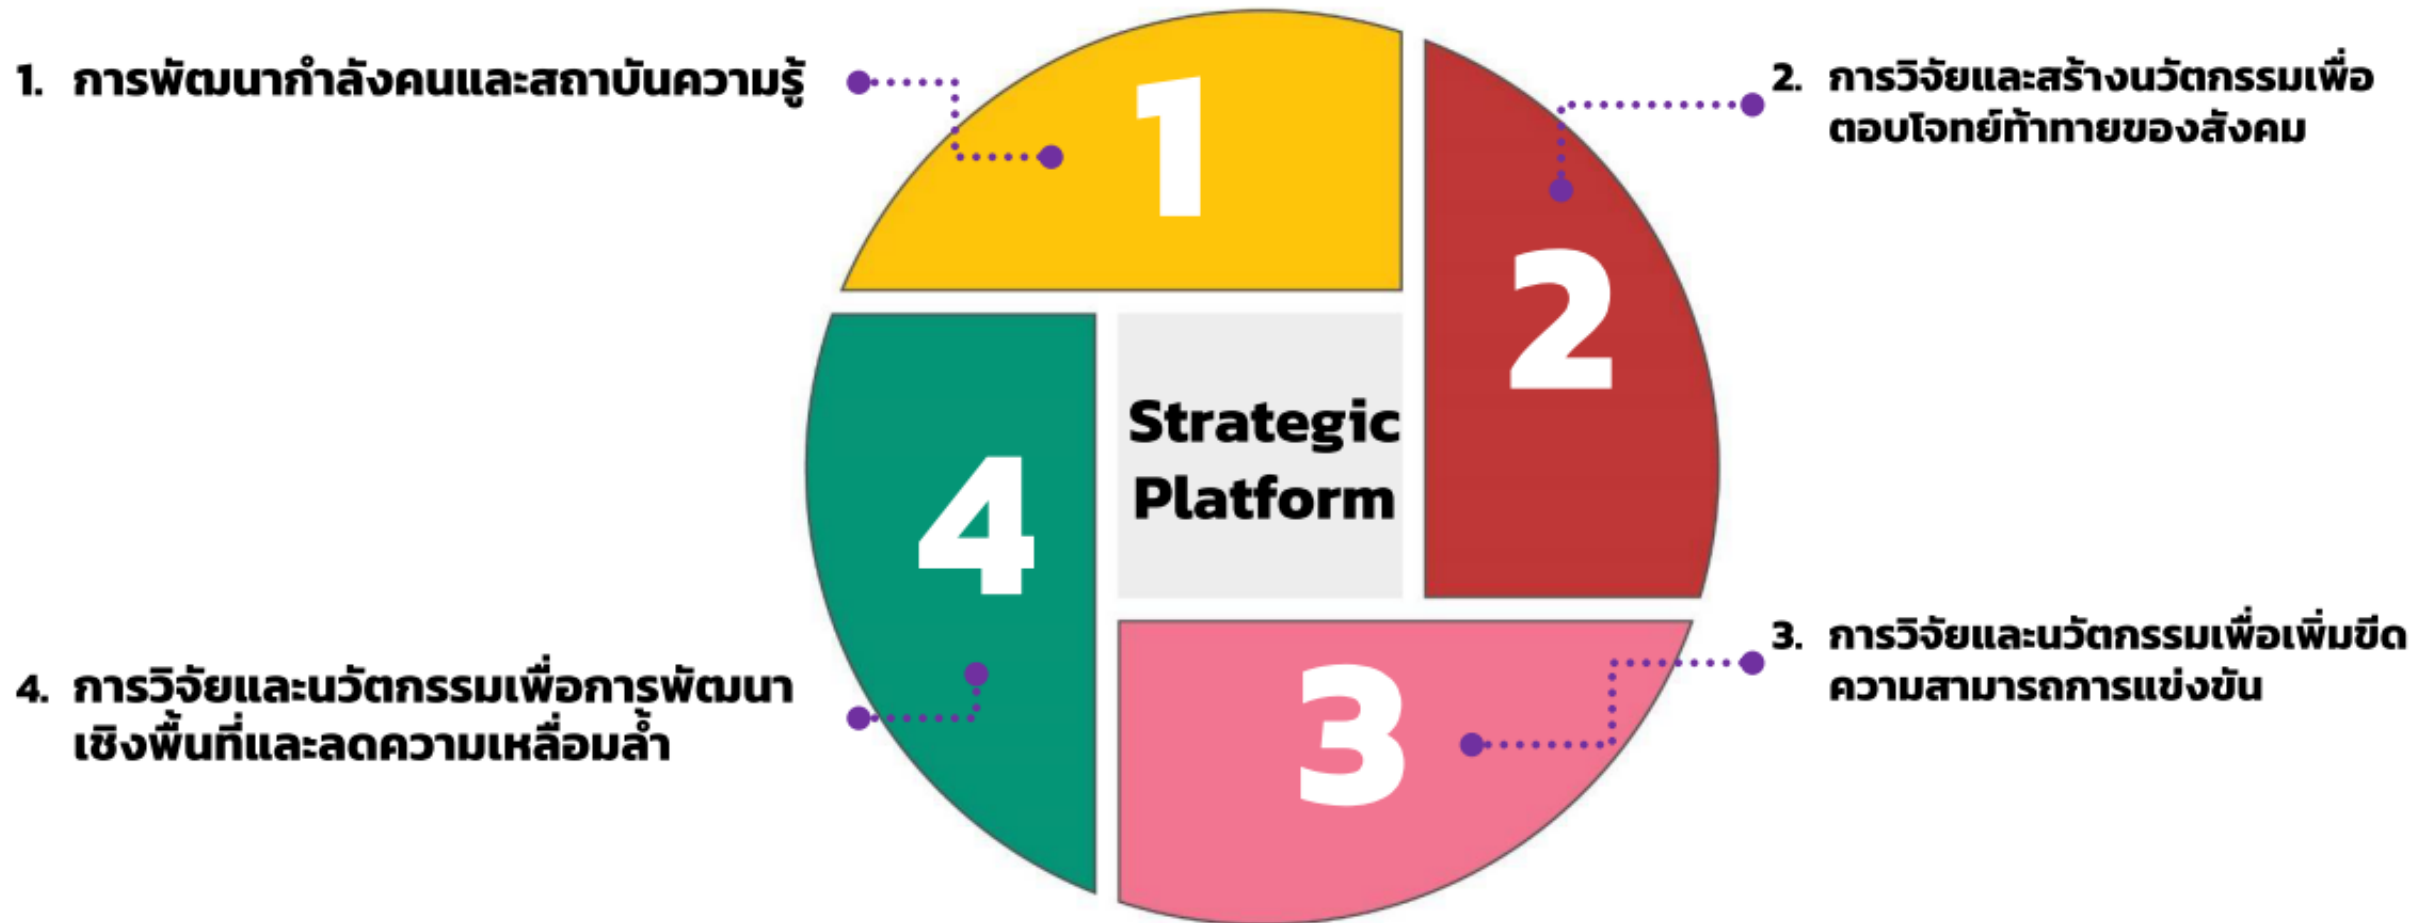 1. การพัฒนากำลังคนและสถาบันความรู้
1
2. การวิจัยและสร้างนวัตกรรมเพื่อ
ตอบโจทย์ท้าทายของสังคม
2
Strategic
Platform
3. การวิจัยและนวัตกรรมเพื่อเพิ่มขีด
ความสามารถการแข่งขัน
3
4. การวิจัยและนวัตกรรมเพื่อการพัฒนา
เชิงพื้นที่และลดความเหลื่อมล้ำ
4